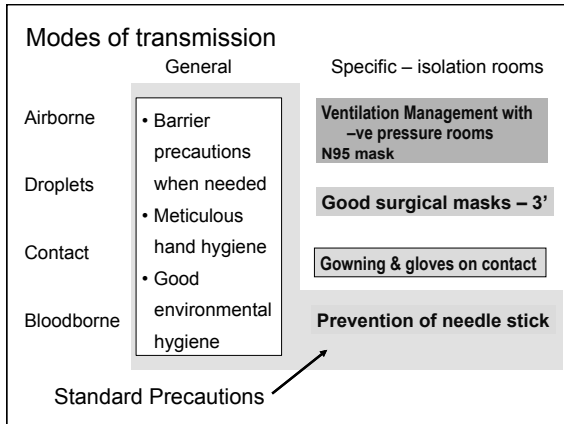 Modes of transmission
General
Specific – isolation rooms
Airborne
Droplets
Contact
Bloodborne
• Barrier
precautions
when needed
• Meticulous
hand hygiene
• Good
environmental
hygiene
Ventilation Management with
–ve pressure rooms
N95 mask
Good surgical masks – 3’
Gowning & gloves on contact
Prevention of needle stick
Standard Precautions